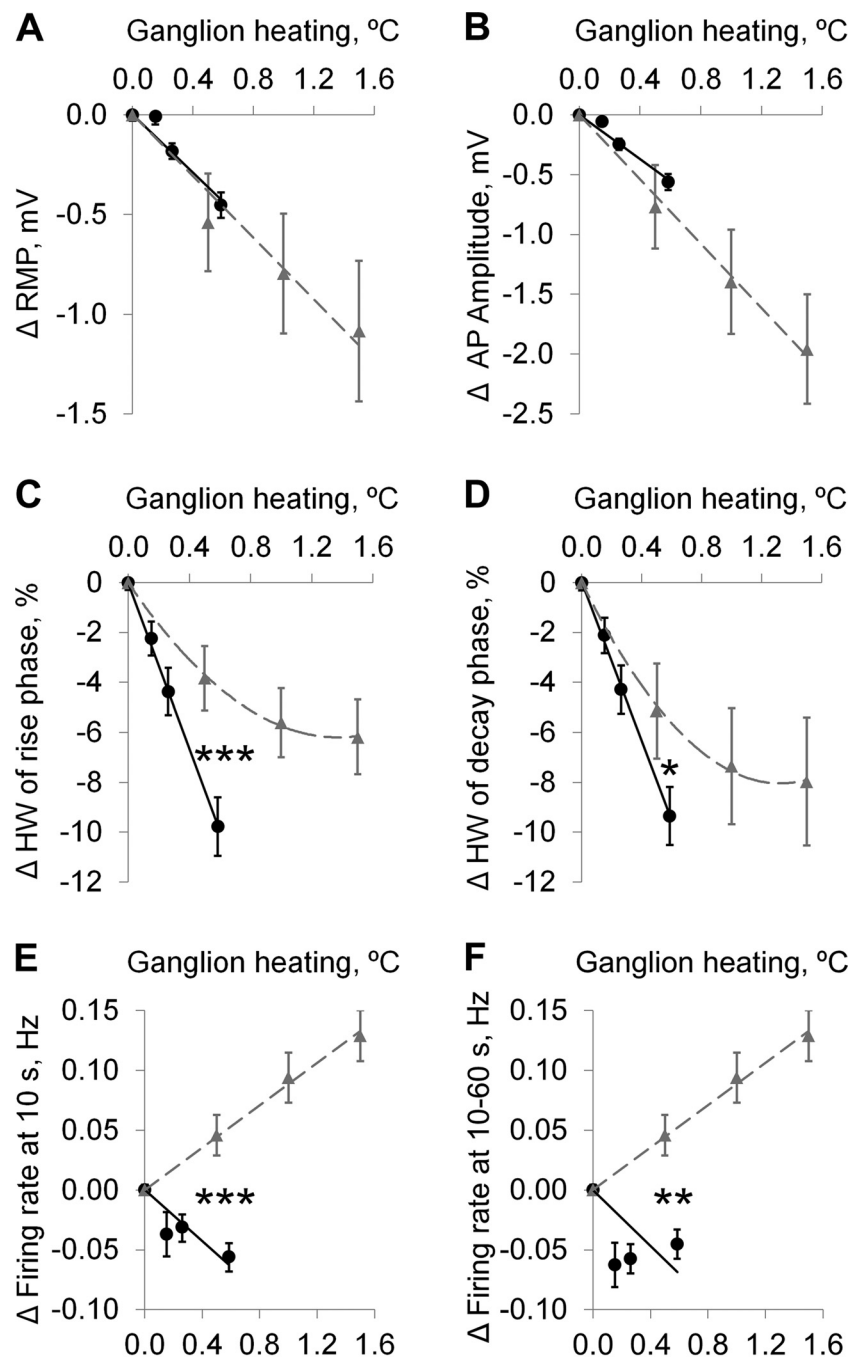 A Ganglion heating, ºC
0.0 0.4 0.8 1.2 1.6
0.0
-0.5
-1.0
-1.5
Δ RMP, mV
B Ganglion heating, ºC
0.0 0.4 0.8 1.2 1.6
0.0
-0.5
-1.0
-1.5
-2.0
-2.5
Δ AP Amplitude, mV
C Ganglion heating, ºC
0.0 0.4 0.8 1.2 1.6
0
-2
-4
-6
-8
-10
-12
Δ HW of rise phase, %
***
D Ganglion heating, ºC
0.0 0.4 0.8 1.2 1.6
0
-2
-4
-6
-8
-10
-12
Δ HW of decay phase, %
*
E Ganglion heating, ºC
0.15
0.10
0.05
0.00
-0.05
-0.10
Δ Firing rate at 10 s, Hz
***
0.0 0.4 0.8 1.2 1.6
F Ganglion heating, ºC
0.15
0.10
0.05
0.00
-0.05
-0.10
Δ Firing rate at 10-60 s, Hz
**
0.0 0.4 0.8 1.2 1.6